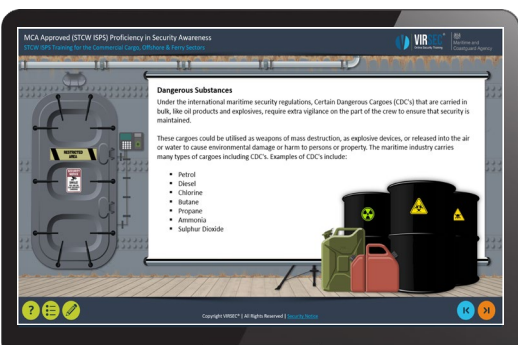 MCA Approved (STCW ISPS) Proficiency in Security Awareness
STCW ISPS Training for the Commercial Cargo, Offshore & Ferry Sectors
VIRSEC
Online Security Training
Maritime and
Coastguard Agency
Dangerous Substances
Under the international maritime security regulations, Certain Dangerous Cargoes (CDC's) that are carried in
bulk, like oil products and explosives, require extra vigilance on the part of the crew to ensure that security is
maintained.
These cargoes could be utilised as weapons of mass destruction, as explosive devices, or released into the air
or water to cause environmental damage or harm to persons or property. The maritime industry carries
many types of cargoes including CDC's. Examples of CDC's include:
• Petrol
• Diesel
• Chlorine
• Butane
• Propane
• Ammonia
• Sulphur Dioxide
RESTRICTED
AREA
?
Copyright VIRSEC® | All Rights Reserved | Security Notice